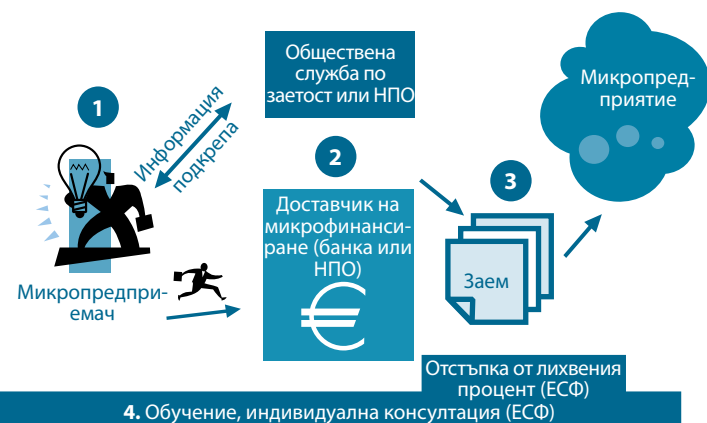 1
Информация
подкрепа
Микропредпри-
емач
Обществена
служба по
заетост или НПО
2
Доставчик на
микрофинанси-
ране (банка или
НПО)
€
3
Заем
Микропред-
приятие
Отстъпка от лихвения
процент (ЕСФ)
4. Обучение, индивидуална консултация (ЕСФ)